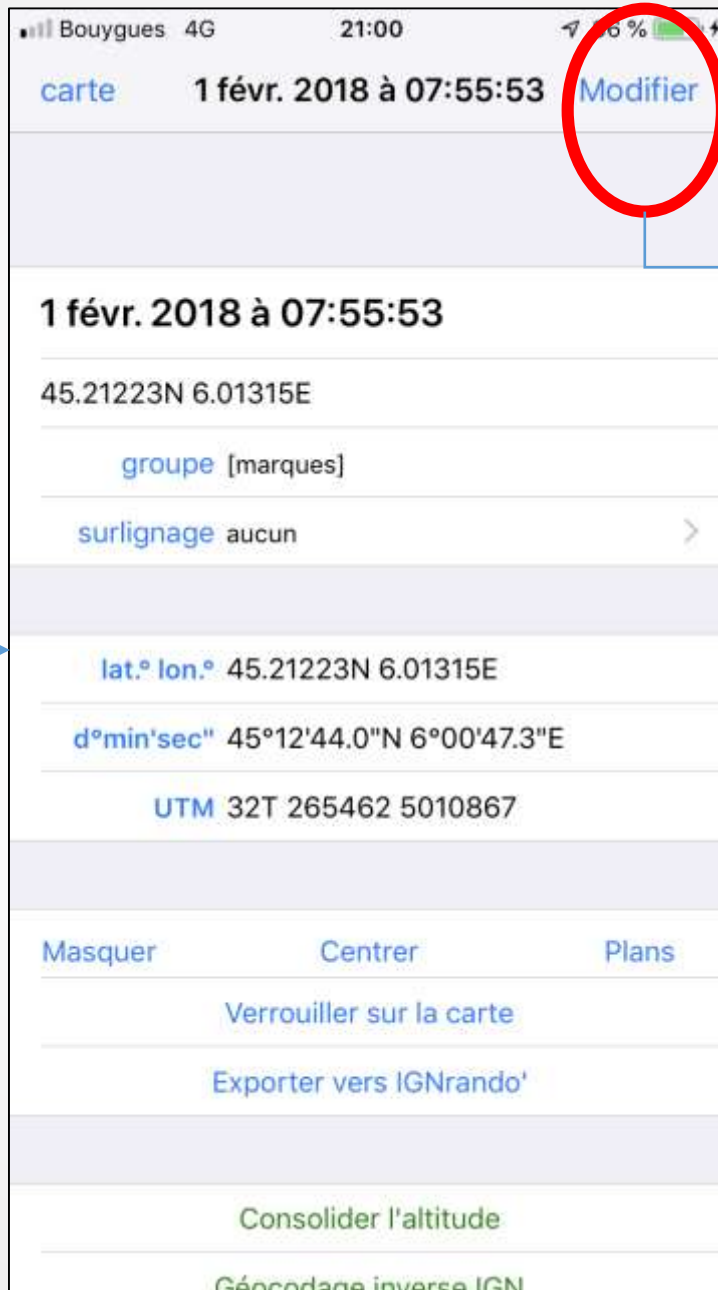 Bouygues 4G 21:00 %
carte 1 févr. 2018 à 07:55:53 Modifier
1 févr. 2018 à 07:55:53
45.21223N 6.01315E
groupe [marques]
surlignage aucun
lat.° lon.° 45.21223N 6.01315E
d°min'sec" 45°12'44.0"N 6°00'47.3"E
UTM 32T 265462 5010867
Masquer Centrer Plans
Verrouiller sur la carte
Exporter vers IGNrando'
Consolider l'altitude
Géocodage inverse IGN